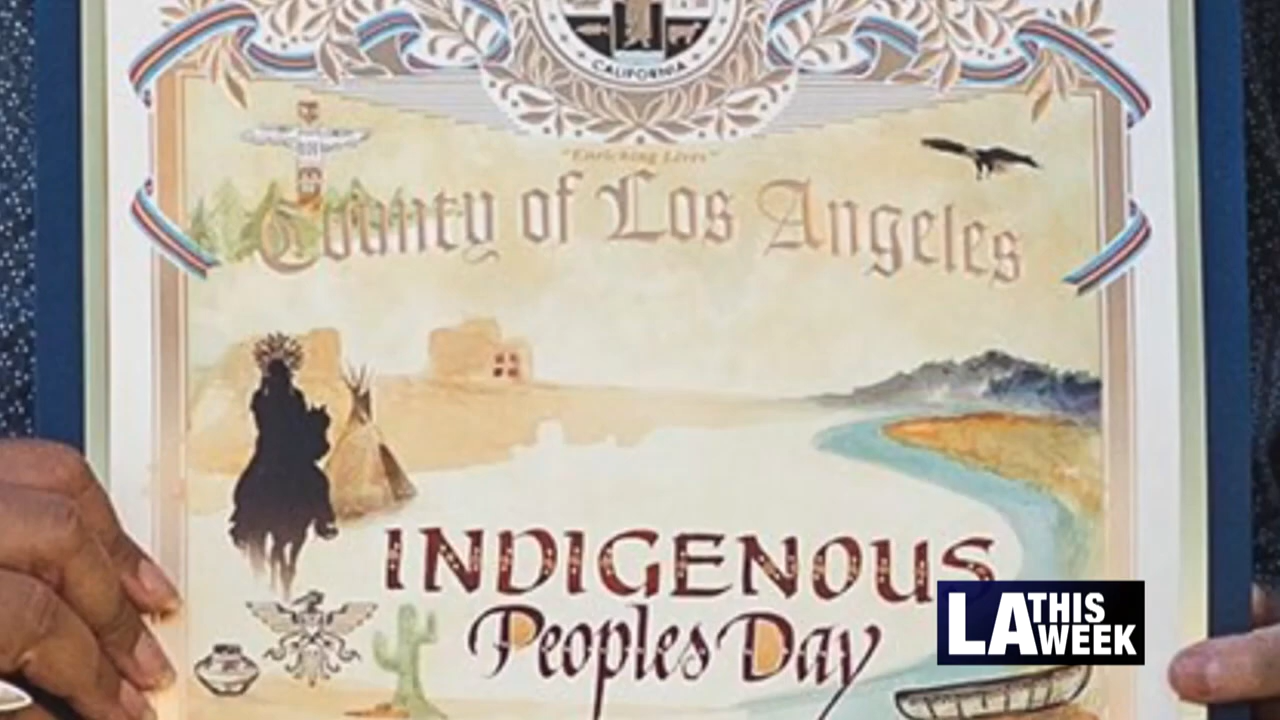 CALIFORNIA
"Enriching Lives"
County of Los Angeles
INDIGENOUS
Peoples Day
LA THIS
WEEK